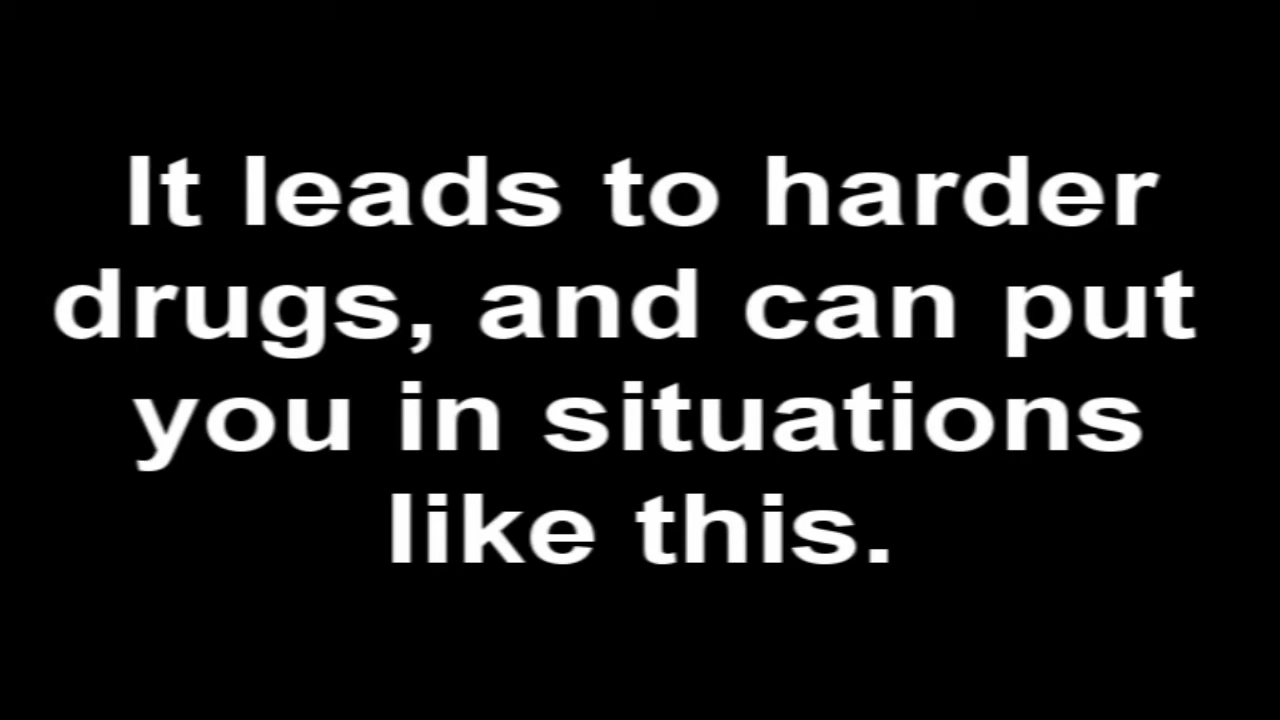 It leads to harder
drugs, and can put
you in situations
like this.